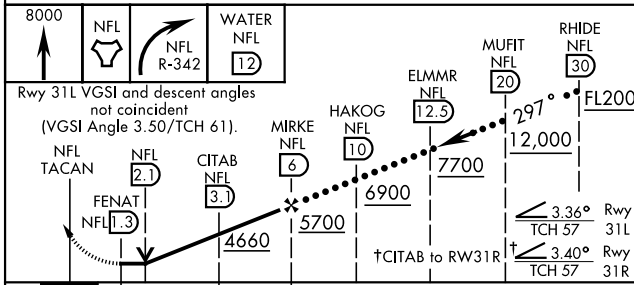 8000
NFL
NFL
R-342
WATER
NFL
12
Rwy 31L VGSI and descent angles
not coincident
(VGSI Angle 3.50/TCH 61).
RHIDE
NFL
30
MUFIT
NFL
20
ELMMR
NFL
12.5
HAKOG
NFL
10
MIRKE
NFL
6
CITAB
NFL
3.1
NFL
2.1
NFL
TACAN
FENAT
NFL 1.3
297°
FL200
12,000
7700
6900
5700
4660
3.36° Rwy
TCH 57 31L
†CITAB to RW31R
† 3.40° Rwy
TCH 57 31R